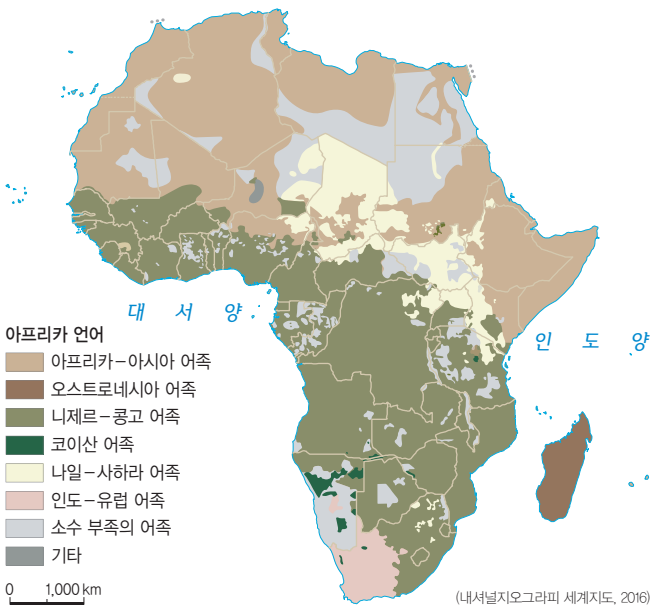 대 서 양
인 도 양
아프리카 언어
아프리카-아시아 어족
오스트로네시아 어족
니제르-콩고 어족
코이산 어족
나일-사하라 어족
인도-유럽 어족
소수 부족의 어족
기타
0 1,000 km
(내셔널지오그라피 세계지도, 2016)